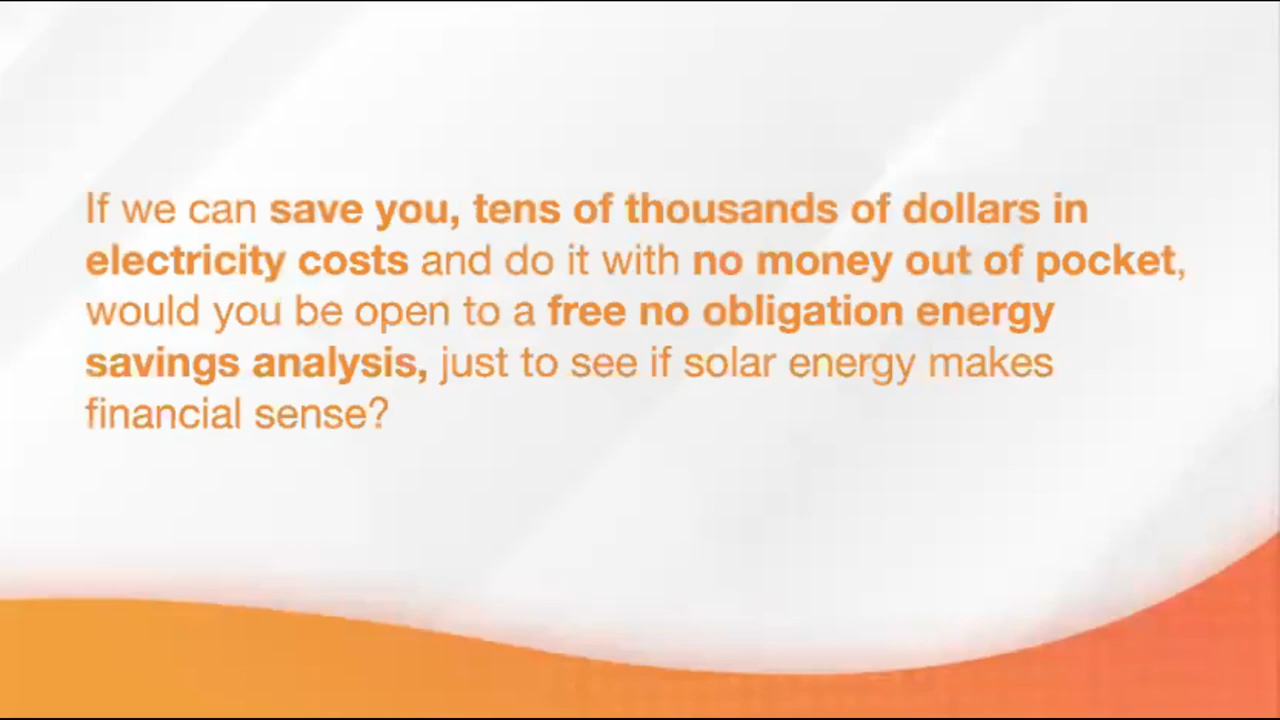 If we can save you, tens of thousands of dollars in
electricity costs and do it with no money out of pocket,
would you be open to a free no obligation energy
savings analysis, just to see if solar energy makes
financial sense?